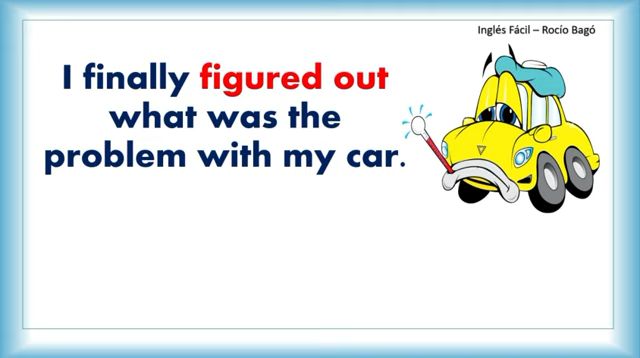 Inglés Fácil – Rocío Bagó
I finally figured out
what was the
problem with my car.